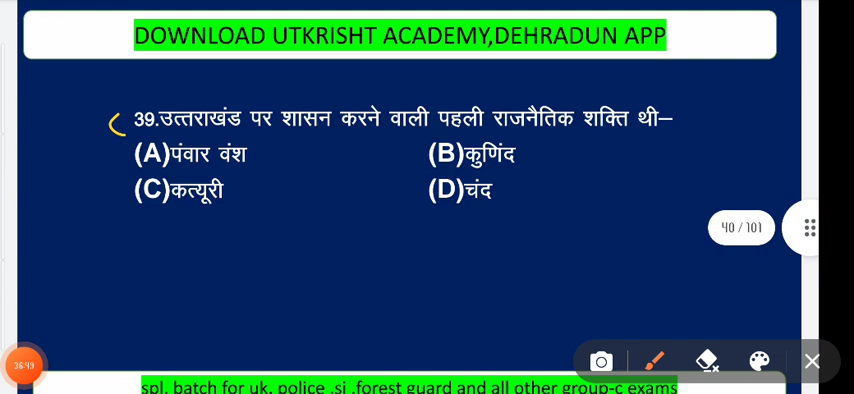 DOWNLOAD UTKRISHT ACADEMY,DEHRADUN APP
39.उत्तराखंड पर शासन करने वाली पहली राजनैतिक शक्ति थी–
(A)पंवार वंश (B)कुणिंद
(C)कत्यूरी (D)चंद
40 / 101
36:49
spl. batch for uk. police ,si ,forest guard and all other group-c exams